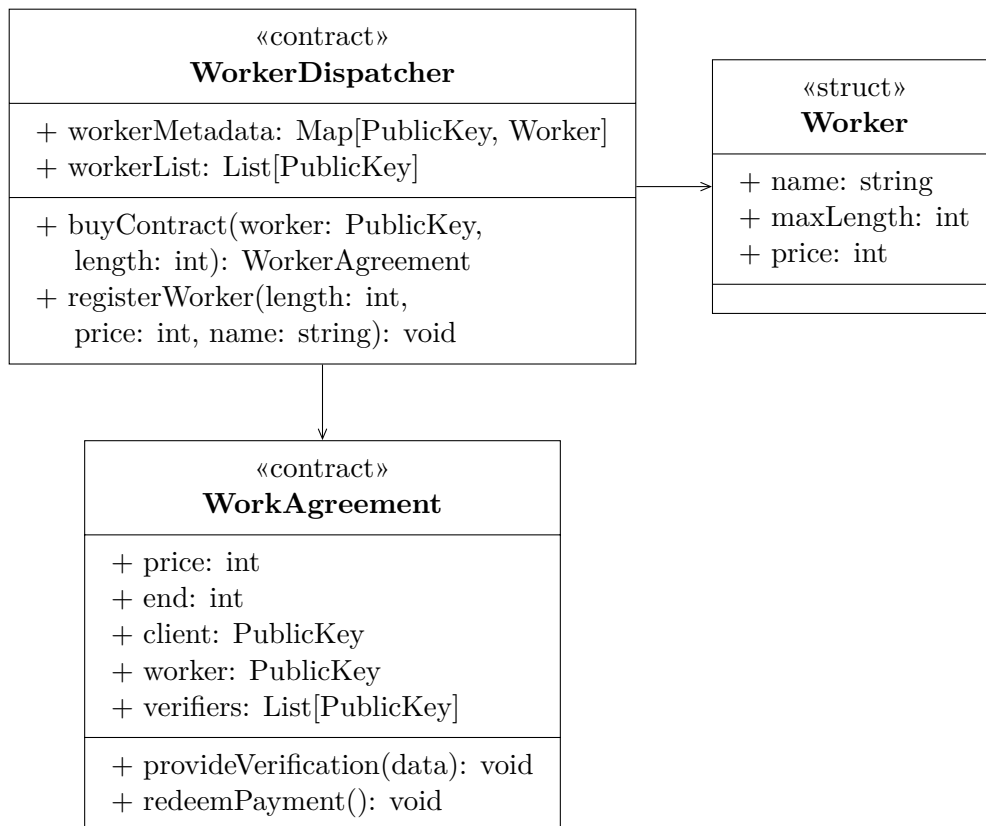 «contract»
WorkerDispatcher
+ workerMetadata: Map[PublicKey, Worker]
+ workerList: List[PublicKey]
+ buyContract(worker: PublicKey,
length: int): WorkerAgreement
+ registerWorker(length: int,
price: int, name: string): void
«struct»
Worker
+ name: string
+ maxLength: int
+ price: int
«contract»
WorkAgreement
+ price: int
+ end: int
+ client: PublicKey
+ worker: PublicKey
+ verifiers: List[PublicKey]
+ provideVerification(data): void
+ redeemPayment(): void